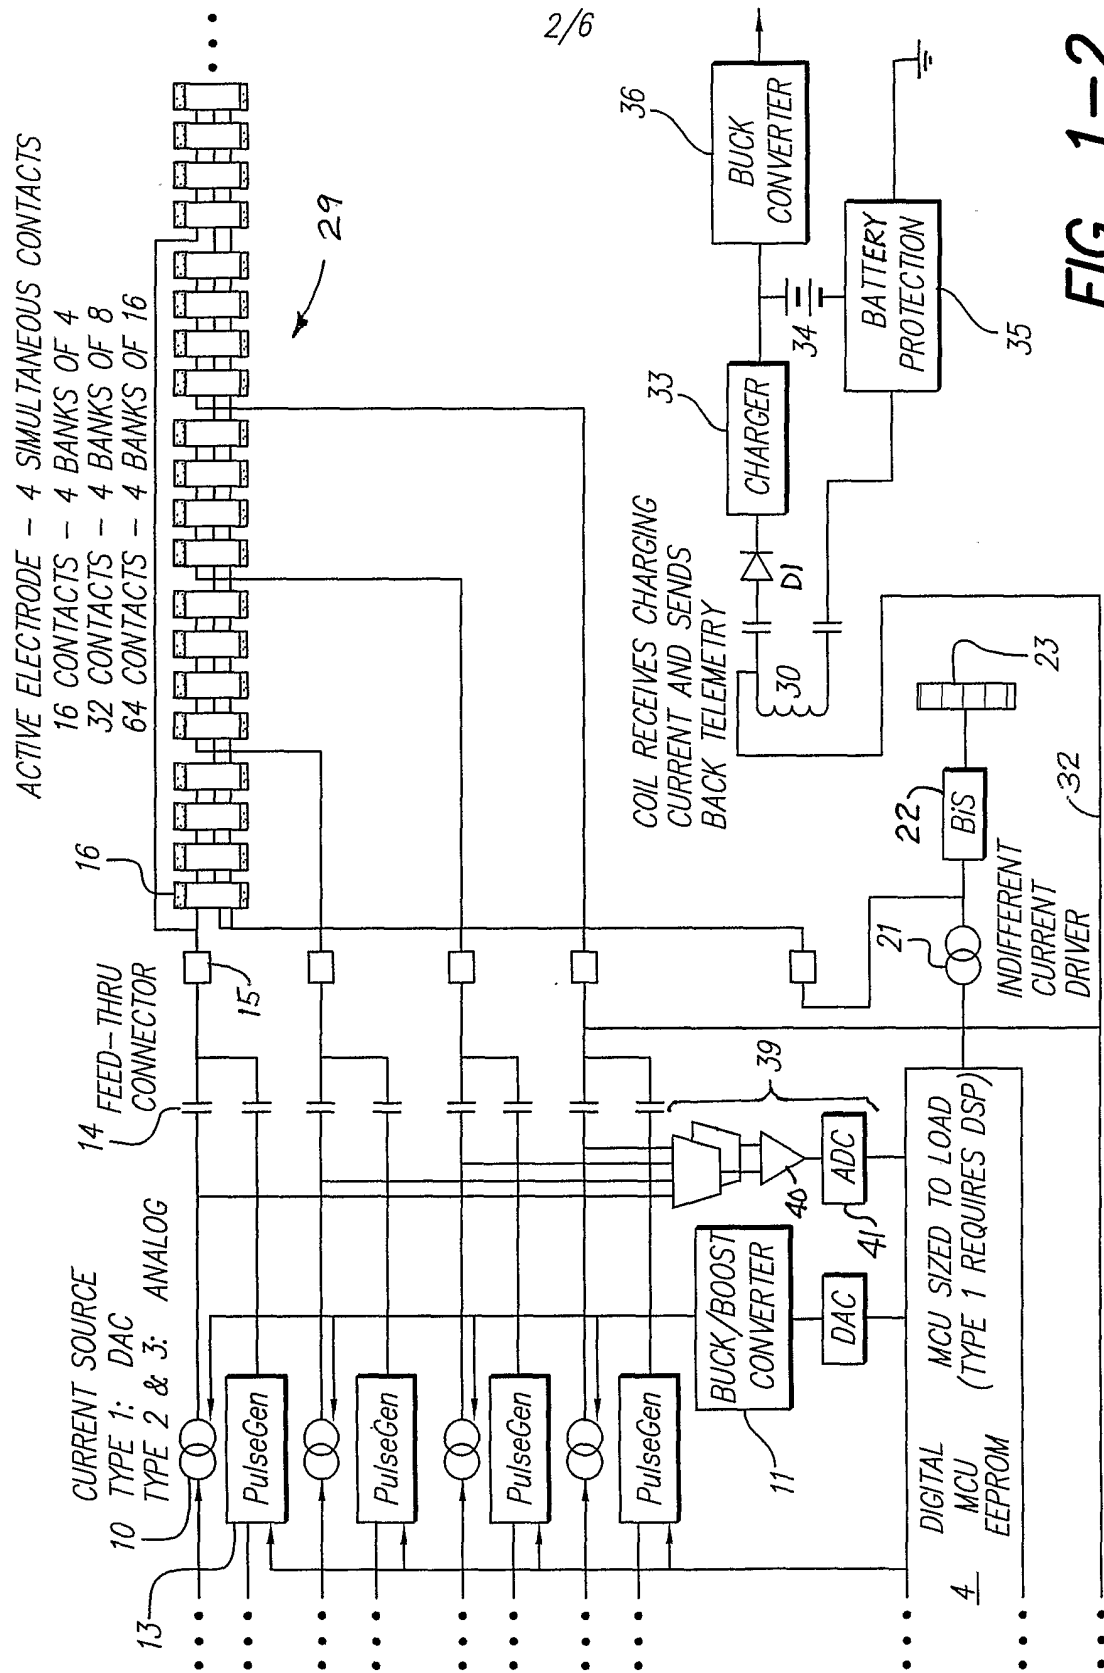 2/6
ACTIVE ELECTRODE - 4 SIMULTANEOUS CONTACTS
16 CONTACTS - 4 BANKS OF 4
32 CONTACTS - 4 BANKS OF 8
64 CONTACTS - 4 BANKS OF 16
29
16
15
14
FEED-THRU
CONNECTOR
CURRENT SOURCE
TYPE 1: DAC
TYPE 2 & 3: ANALOG
10
13
PulseGen
PulseGen
PulseGen
PulseGen
39
40
ADC
41
BUCK/BOOST
CONVERTER
11
DAC
DIGITAL
MCU
EEPROM
4
MCU SIZED TO LOAD
(TYPE 1 REQUIRES DSP)
INDIFFERENT
CURRENT
DRIVER
21
22
BiS
23
32
COIL RECEIVES CHARGING
CURRENT AND SENDS
BACK TELEMETRY
30
D1
CHARGER
33
34
BATTERY
PROTECTION
35
BUCK
CONVERTER
36
FIG. 1-2